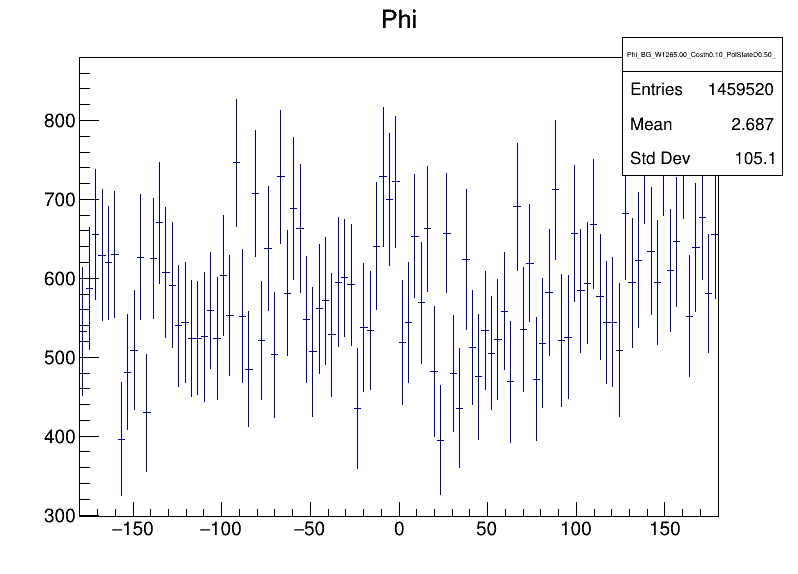 Phi
Phi_BG_W1265.00_Costh0.10_PolStateD0.50_
Entries 1459520
Mean 2.687
Std Dev 105.1
800
700
600
500
400
300
−150 −100 −50 0 50 100 150